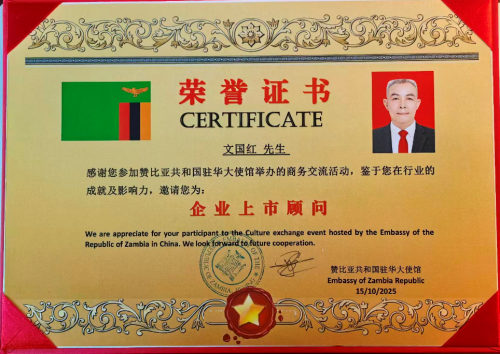 荣誉证书
CERTIFICATE
文国红 先生
感谢您参加赞比亚共和国驻华大使馆举办的商务交流活动，鉴于您在行业的
成就及影响力，邀请您为：
企业上市顾问
We are appreciate for your participant to the Culture exchange event hosted by the Embassy of the
Republic of Zambia in China. We look forward to future cooperation.
赞比亚共和国驻华大使馆
Embassy of Zambia Republic
15/10/2025